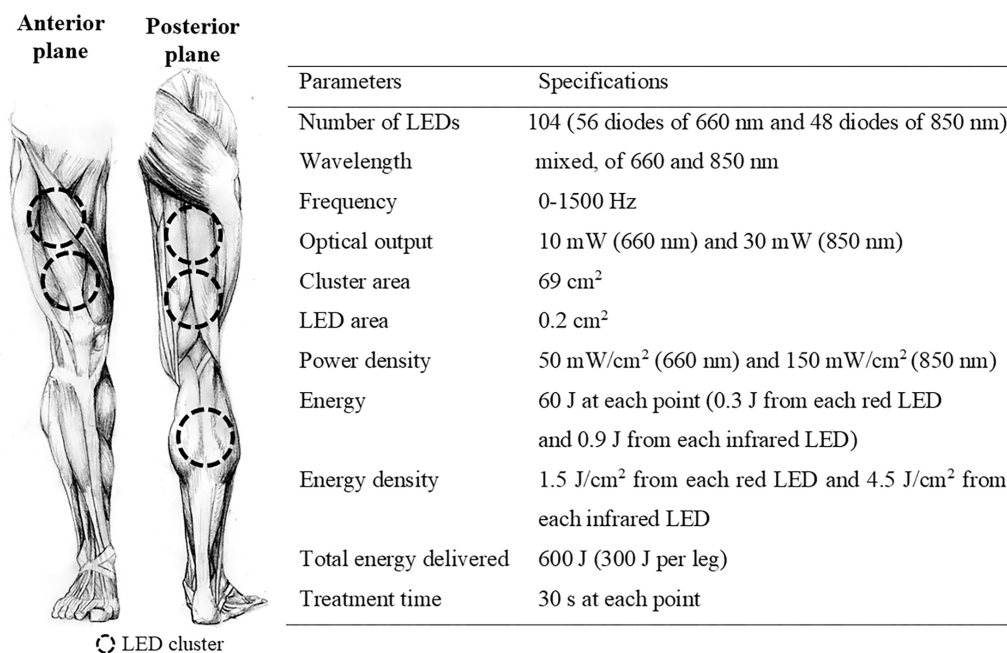 Anterior
plane
Posterior
plane
Parameters Specifications
Number of LEDs 104 (56 diodes of 660 nm and 48 diodes of 850 nm)
Wavelength mixed, of 660 and 850 nm
Frequency 0-1500 Hz
Optical output 10 mW (660 nm) and 30 mW (850 nm)
Cluster area 69 cm²
LED area 0.2 cm²
Power density 50 mW/cm² (660 nm) and 150 mW/cm² (850 nm)
Energy 60 J at each point (0.3 J from each red LED
and 0.9 J from each infrared LED)
Energy density 1.5 J/cm² from each red LED and 4.5 J/cm² from
each infrared LED
Total energy delivered 600 J (300 J per leg)
Treatment time 30 s at each point
LED cluster